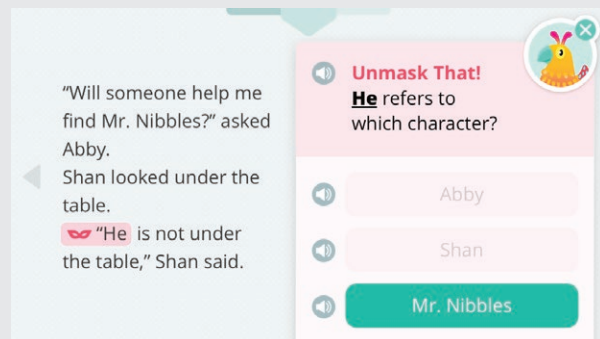 “Will someone help me
find Mr. Nibbles?” asked
Abby.
Shan looked under the
table.
“He is not under
the table,” Shan said.
Unmask That!
He refers to
which character?
Abby
Shan
Mr. Nibbles